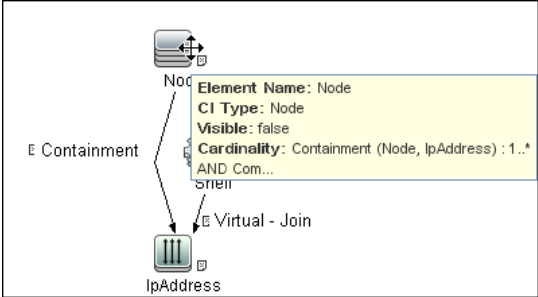 Nod
Element Name: Node
CI Type: Node
Visible: false
Cardinality: Containment (Node, IpAddress) : 1..*
AND Com...
Containment
Shell
Virtual - Join
IpAddress